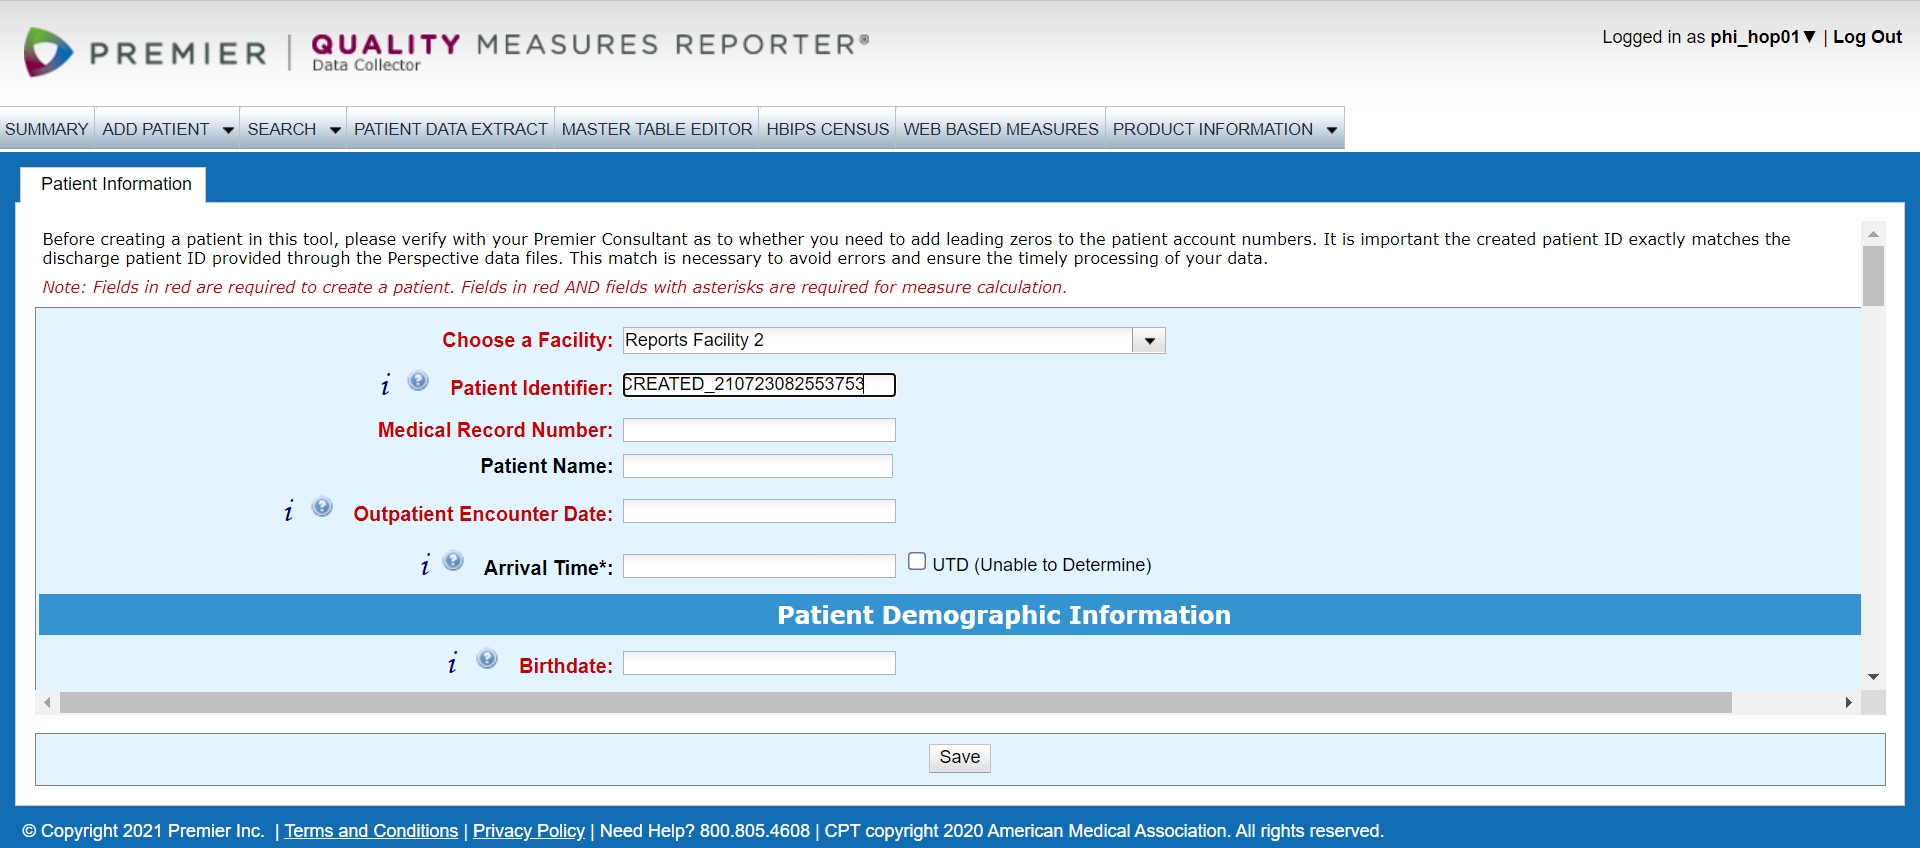 PREMIER | QUALITY MEASURES REPORTER®
Data Collector
Logged in as phi_hop01▼ | Log Out
SUMMARY ADD PATIENT SEARCH PATIENT DATA EXTRACT MASTER TABLE EDITOR HBIPS CENSUS WEB BASED MEASURES PRODUCT INFORMATION
Patient Information
Before creating a patient in this tool, please verify with your Premier Consultant as to whether you need to add leading zeros to the patient account numbers. It is important the created patient ID exactly matches the
discharge patient ID provided through the Perspective data files. This match is necessary to avoid errors and ensure the timely processing of your data.
Note: Fields in red are required to create a patient. Fields in red AND fields with asterisks are required for measure calculation.
Choose a Facility: Reports Facility 2
i ? Patient Identifier: CREATED_210723082553753
Medical Record Number:
Patient Name:
i ? Outpatient Encounter Date:
i ? Arrival Time*: UTD (Unable to Determine)
Patient Demographic Information
i ? Birthdate:
Save
© Copyright 2021 Premier Inc. | Terms and Conditions | Privacy Policy | Need Help? 800.805.4608 | CPT copyright 2020 American Medical Association. All rights reserved.